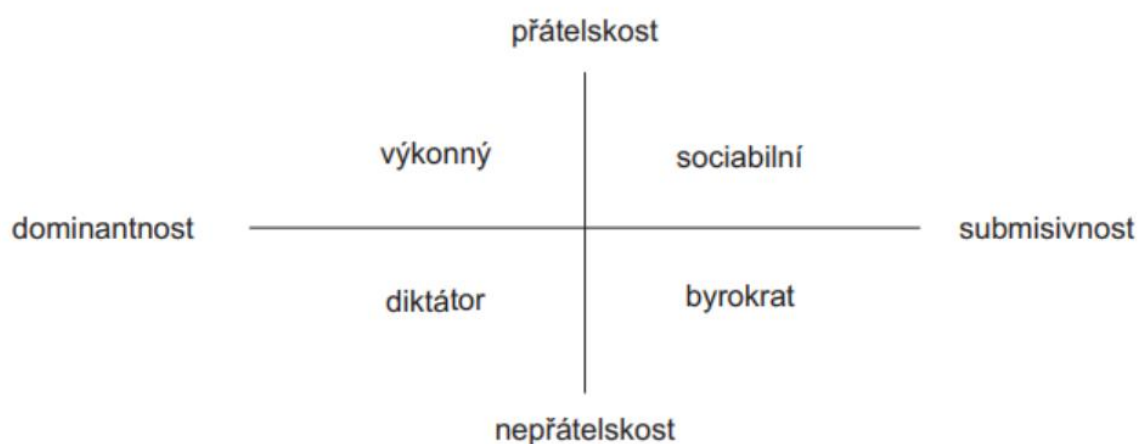 přátelskost
výkonný sociabilní
dominantnost submisivnost
diktátor byrokrat
nepřátelskost